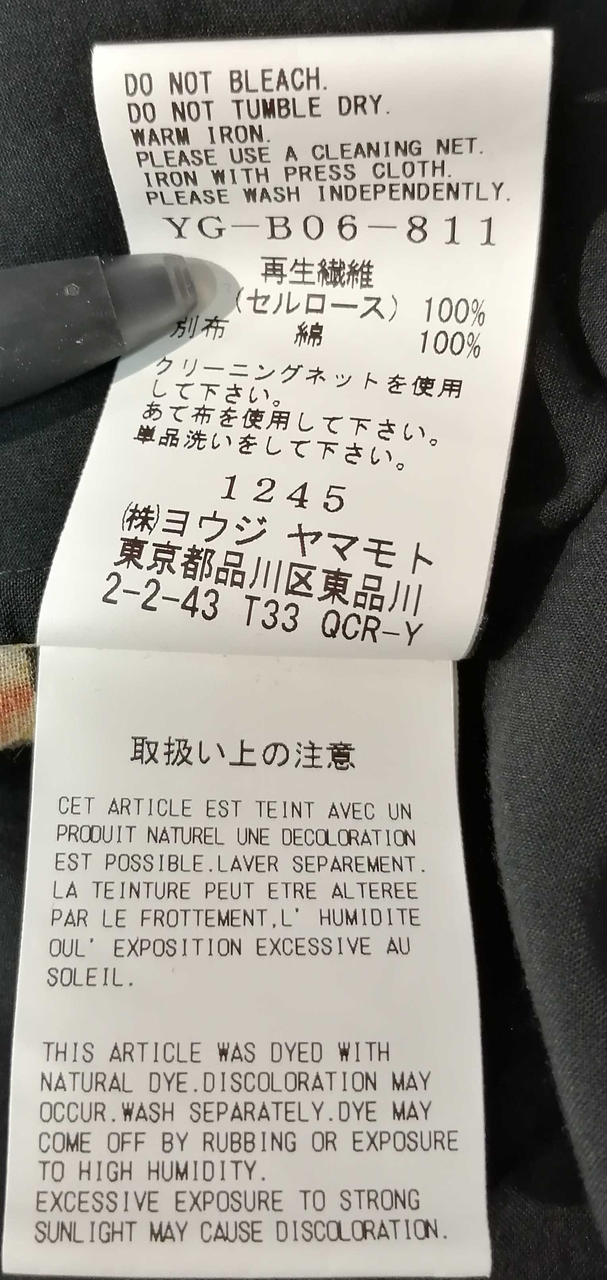 DO NOT BLEACH.
DO NOT TUMBLE DRY.
WARM IRON.
PLEASE USE A CLEANING NET.
IRON WITH PRESS CLOTH.
PLEASE WASH INDEPENDENTLY.
YG-B06-811
再生繊維
(セルロース) 100%
別布 綿 100%
クリーニングネットを使用
して下さい。
あて布を使用して下さい。
単品洗いをして下さい。
1245
㈱ヨウジ ヤマモト
東京都品川区東品川
2-2-43 T33 QCR-Y
取扱い上の注意
CET ARTICLE EST TEINT AVEC UN
PRODUIT NATUREL UNE DECOLORATION
EST POSSIBLE.LAVER SEPAREMENT.
LA TEINTURE PEUT ETRE ALTEREE
PAR LE FROTTEMENT,L' HUMIDITE
OUL' EXPOSITION EXCESSIVE AU
SOLEIL.
THIS ARTICLE WAS DYED WITH
NATURAL DYE.DISCOLORATION MAY
OCCUR.WASH SEPARATELY.DYE MAY
COME OFF BY RUBBING OR EXPOSURE
TO HIGH HUMIDITY.
EXCESSIVE EXPOSURE TO STRONG
SUNLIGHT MAY CAUSE DISCOLORATION.